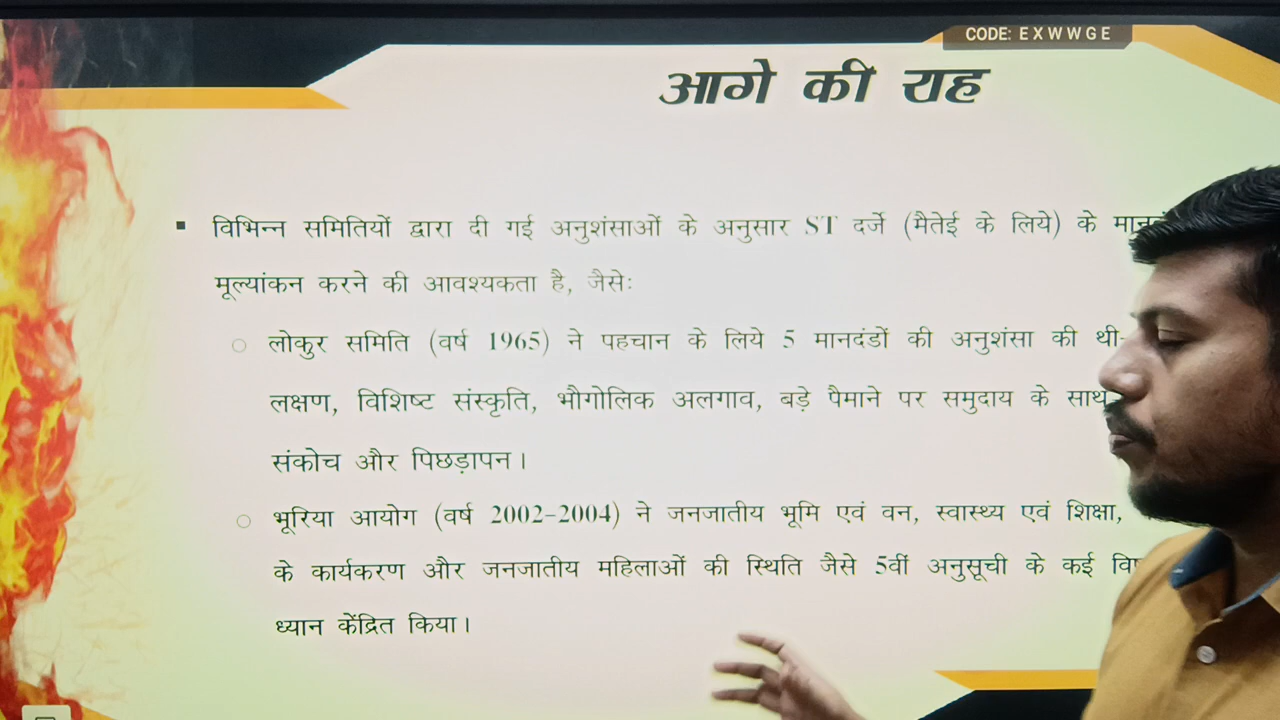 CODE: E X W W G E
आगे की राह
▪ विभिन्न समितियों द्वारा दी गई अनुशंसाओं के अनुसार ST दर्जे (मैतेई के लिये) के
मूल्यांकन करने की आवश्यकता है, जैसेः
○ लोकुर समिति (वर्ष 1965) ने पहचान के लिये 5 मानदंडों की अनुशंसा की थी-
लक्षण, विशिष्ट संस्कृति, भौगोलिक अलगाव, बड़े पैमाने पर समुदाय के साथ
संकोच और पिछड़ापन।
○ भूरिया आयोग (वर्ष 2002-2004) ने जनजातीय भूमि एवं वन, स्वास्थ्य एवं शिक्षा,
के कार्यकरण और जनजातीय महिलाओं की स्थिति जैसे 5वीं अनुसूची के कई
ध्यान केंद्रित किया।